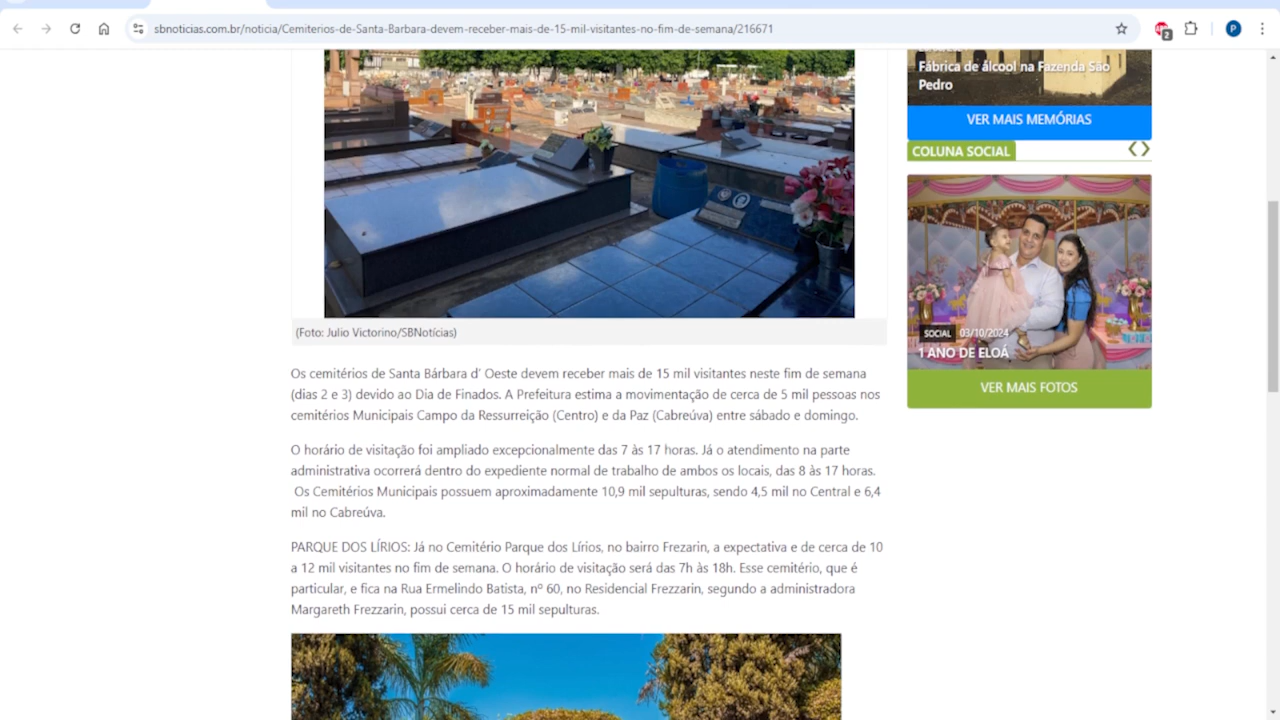 sbnoticias.com.br/noticia/Cemiterios-de-Santa-Barbara-devem-receber-mais-de-15-mil-visitantes-no-fim-de-semana/216671
2
P
Fábrica de álcool na Fazenda São
Pedro
VER MAIS MEMÓRIAS
COLUNA SOCIAL
SOCIAL 03/10/2024
1 ANO DE ELOÁ
VER MAIS FOTOS
(Foto: Julio Victorino/SBNotícias)
Os cemitérios de Santa Bárbara d’ Oeste devem receber mais de 15 mil visitantes neste fim de semana
(dias 2 e 3) devido ao Dia de Finados. A Prefeitura estima a movimentação de cerca de 5 mil pessoas nos
cemitérios Municipais Campo da Ressurreição (Centro) e da Paz (Cabreúva) entre sábado e domingo.
O horário de visitação foi ampliado excepcionalmente das 7 às 17 horas. Já o atendimento na parte
administrativa ocorrerá dentro do expediente normal de trabalho de ambos os locais, das 8 às 17 horas.
Os Cemitérios Municipais possuem aproximadamente 10,9 mil sepulturas, sendo 4,5 mil no Central e 6,4
mil no Cabreúva.
PARQUE DOS LÍRIOS: Já no Cemitério Parque dos Lírios, no bairro Frezarin, a expectativa e de cerca de 10
a 12 mil visitantes no fim de semana. O horário de visitação será das 7h às 18h. Esse cemitério, que é
particular, e fica na Rua Ermelindo Batista, nº 60, no Residencial Frezzarin, segundo a administradora
Margareth Frezzarin, possui cerca de 15 mil sepulturas.